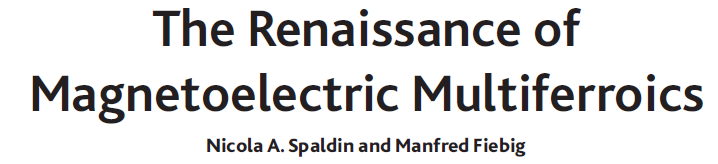 The Renaissance of
Magnetoelectric Multiferroics
Nicola A. Spaldin and Manfred Fiebig